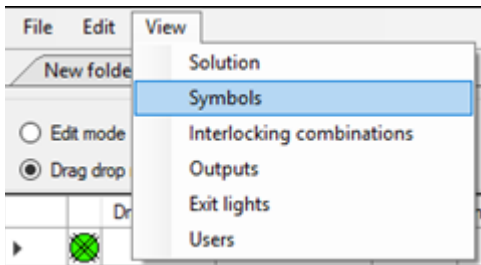 File Edit View
New folde
Solution
Symbols
Edit mode
Interlocking combinations
Drag drop
Outputs
Exit lights
Dr
Users